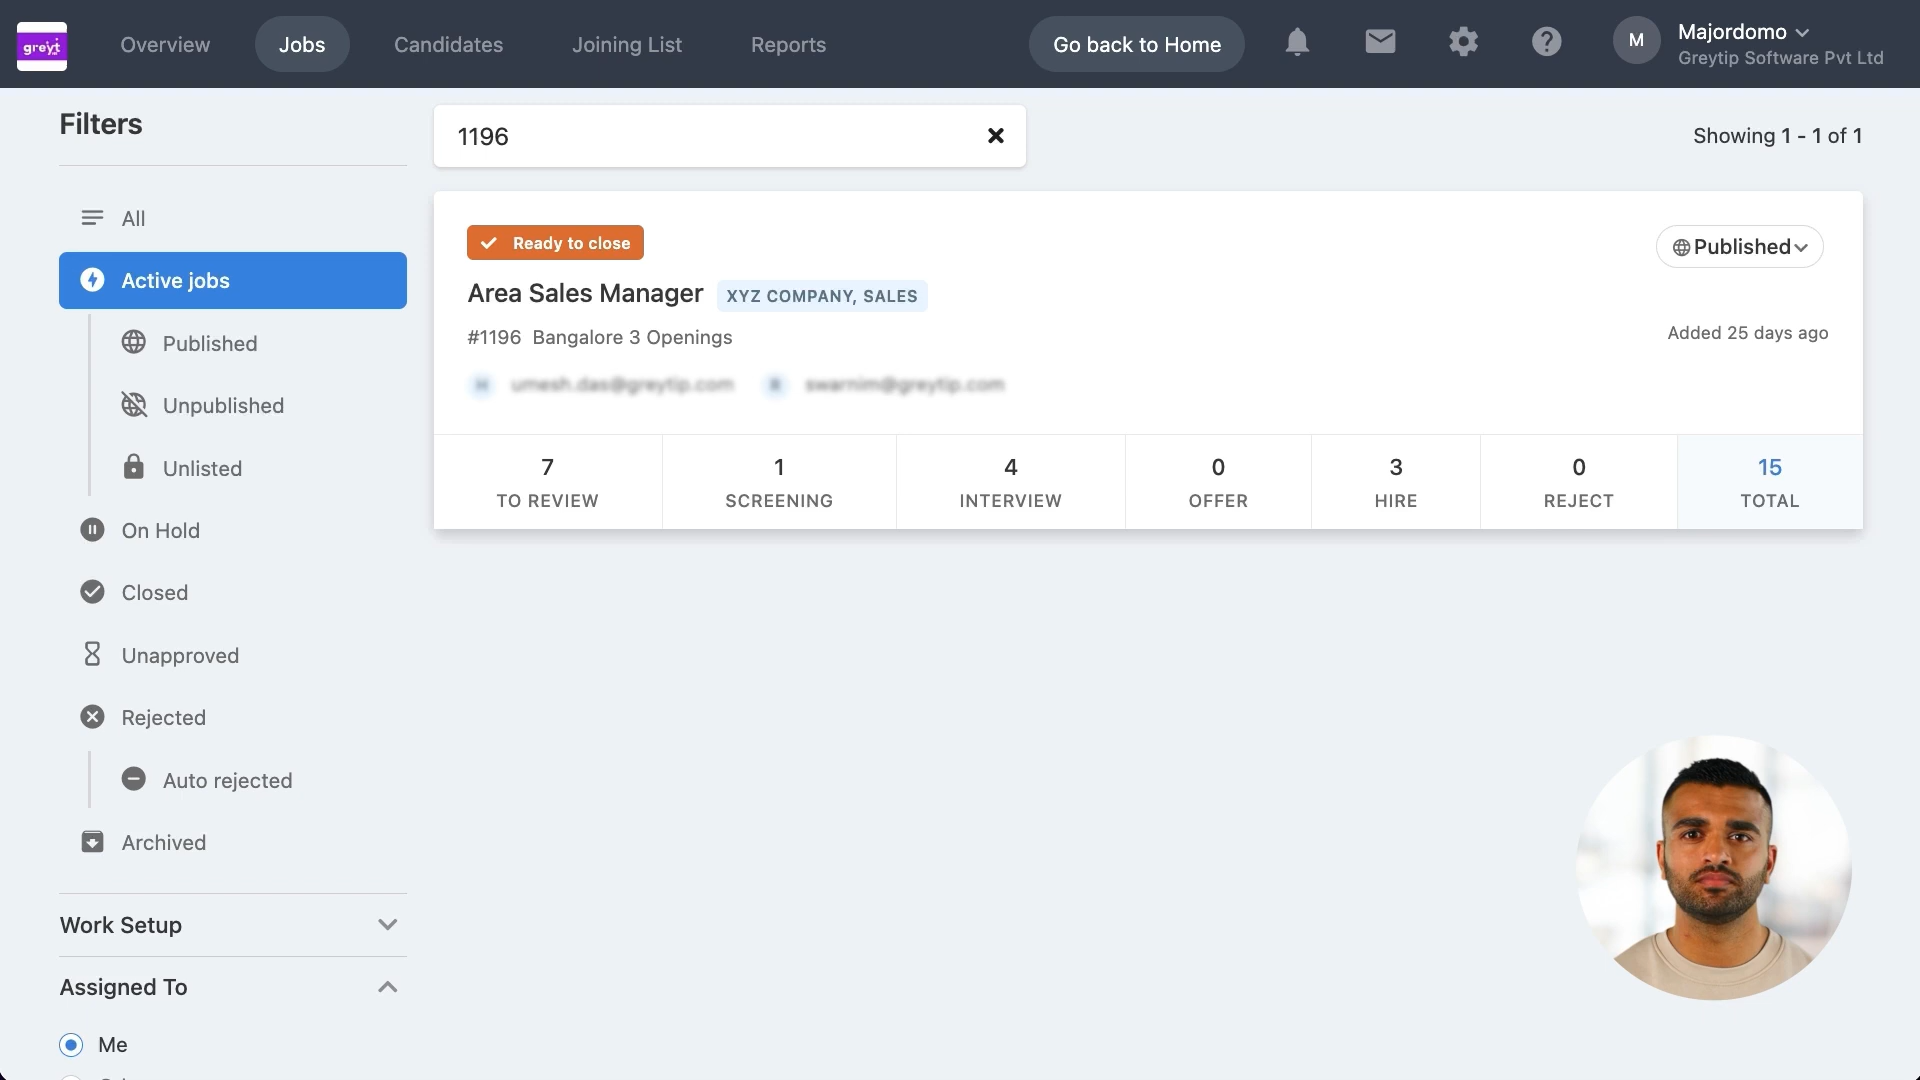 greyt
Overview
Jobs
Candidates
Joining List
Reports
Go back to Home
M
Majordomo
Greytip Software Pvt Ltd
Filters
1196
Showing 1 - 1 of 1
All
Active jobs
Published
Unpublished
Unlisted
On Hold
Closed
Unapproved
Rejected
Auto rejected
Archived
Work Setup
Assigned To
Me
Ready to close
Published
Area Sales Manager
XYZ COMPANY, SALES
#1196 Bangalore 3 Openings
Added 25 days ago
7
TO REVIEW
1
SCREENING
4
INTERVIEW
0
OFFER
3
HIRE
0
REJECT
15
TOTAL